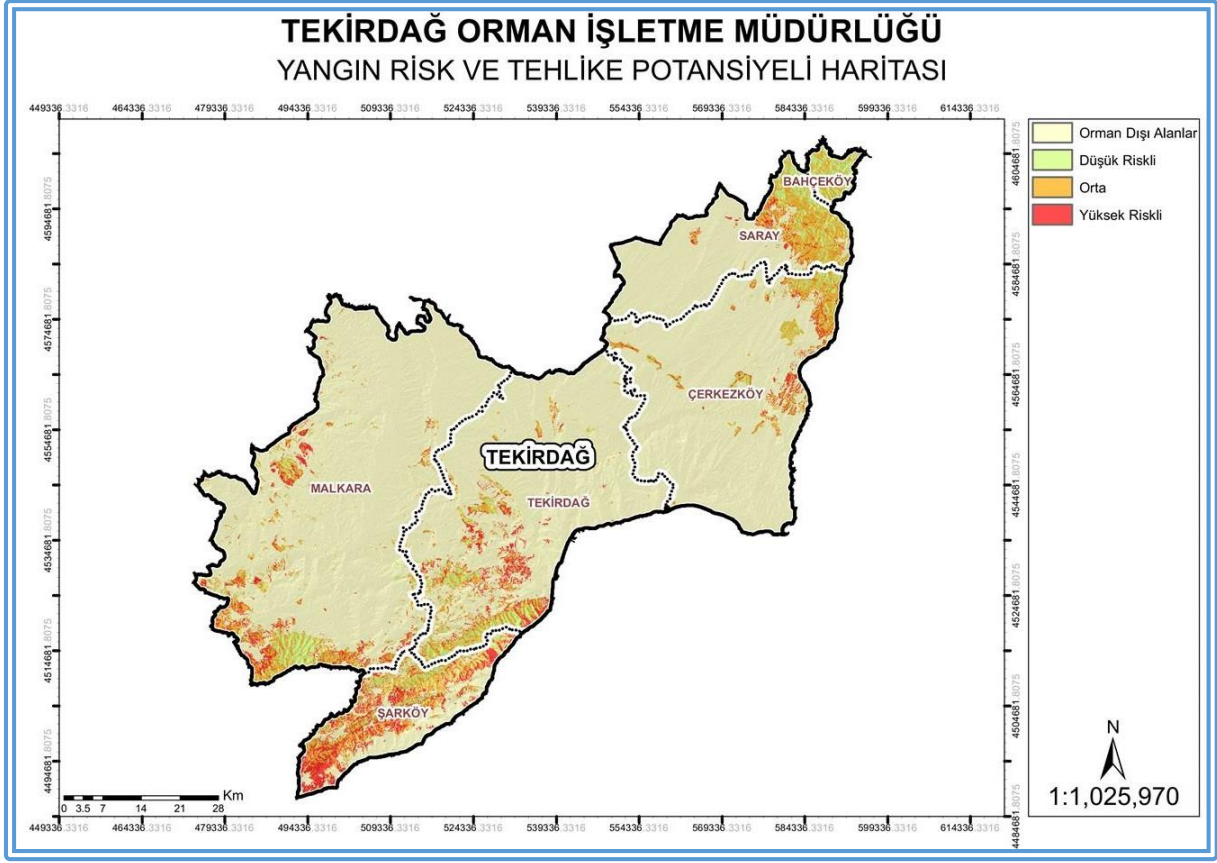 TEKİRDAĞ ORMAN İŞLETME MÜDÜRLÜĞÜ
YANGIN RİSK VE TEHLİKE POTANSİYELİ HARİTASI
449336.3316 464336.3316 479336.3316 494336.3316 509336.3316 524336.3316 539336.3316 554336.3316 569336.3316 584336.3316 599336.3316 614336.3316
Orman Dışı Alanlar
Düşük Riskli
Orta
Yüksek Riskli
4604681.8075
4594681.8075
4584681.8075
4574681.8075
4564681.8075
4554681.8075
4544681.8075
4534681.8075
4524681.8075
4514681.8075
4504681.8075
4494681.8075
4484681.8075
BAHÇEKÖY
SARAY
ÇERKEZKÖY
TEKİRDAĞ
MALKARA
TEKİRDAĞ
ŞARKÖY
N
1:1,025,970
Km
0 3.5 7 14 21 28
449336.3316 464336.3316 479336.3316 494336.3316 509336.3316 524336.3316 539336.3316 554336.3316 569336.3316 584336.3316 599336.3316 614336.3316